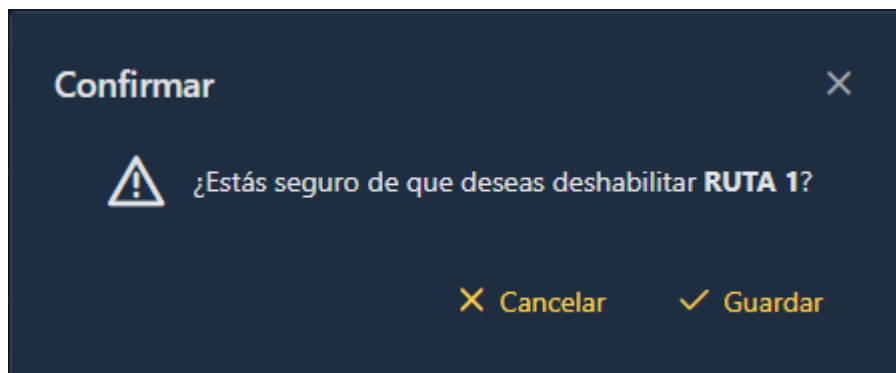 Confirmar
¿Estás seguro de que deseas deshabilitar RUTA 1?
Cancelar
Guardar